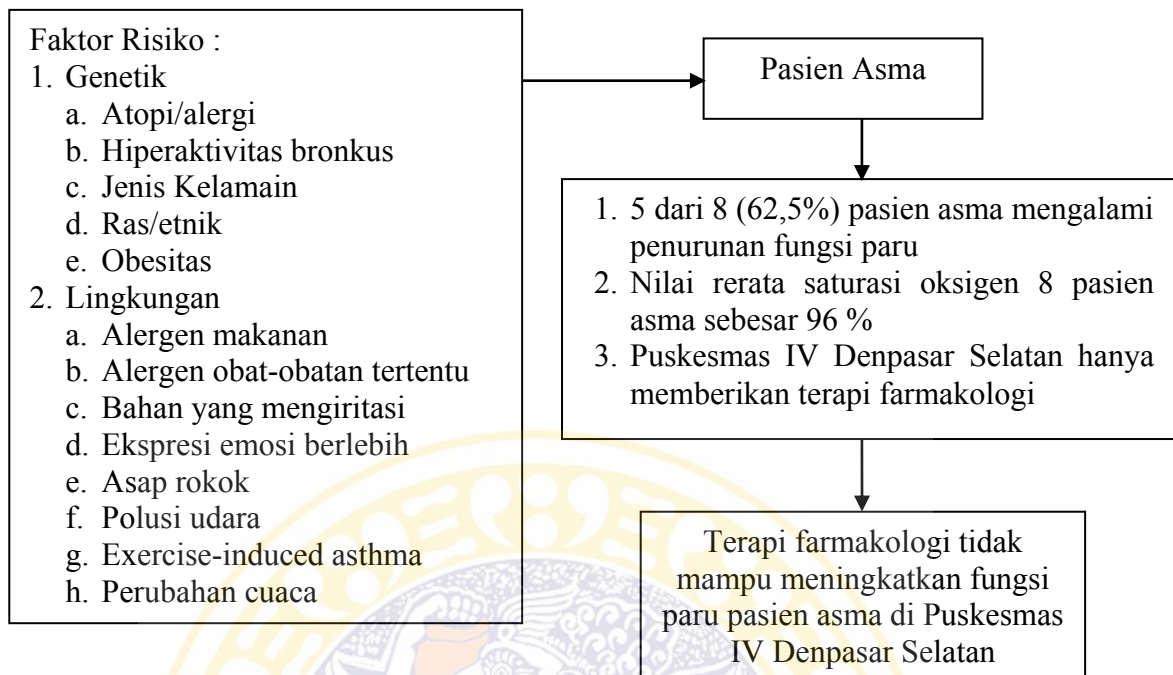 Faktor Risiko :
1. Genetik
a. Atopi/alergi
b. Hiperaktivitas bronkus
c. Jenis Kelamain
d. Ras/etnik
e. Obesitas
2. Lingkungan
a. Alergen makanan
b. Alergen obat-obatan tertentu
c. Bahan yang mengiritasi
d. Ekspresi emosi berlebih
e. Asap rokok
f. Polusi udara
g. Exercise-induced asthma
h. Perubahan cuaca
Pasien Asma
1. 5 dari 8 (62,5%) pasien asma mengalami
penurunan fungsi paru
2. Nilai rerata saturasi oksigen 8 pasien
asma sebesar 96 %
3. Puskesmas IV Denpasar Selatan hanya
memberikan terapi farmakologi
Terapi farmakologi tidak
mampu meningkatkan fungsi
paru pasien asma di Puskesmas
IV Denpasar Selatan